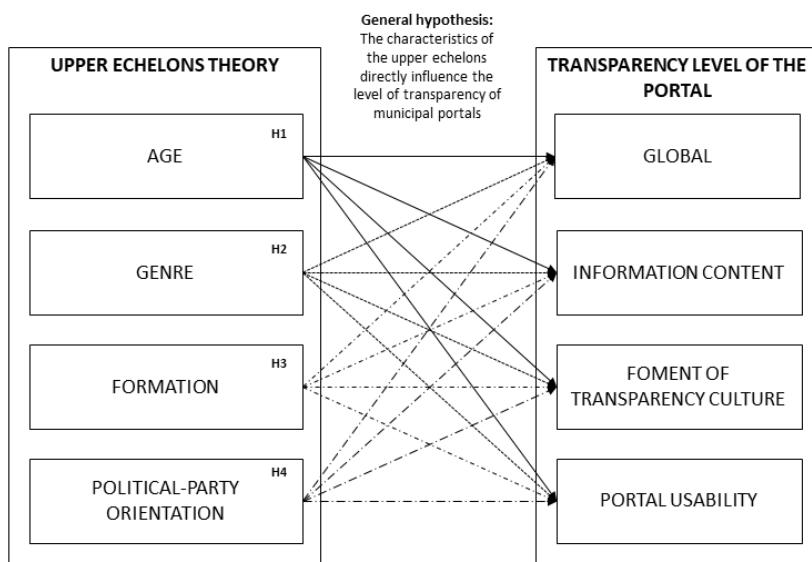 General hypothesis:
The characteristics of
the upper echelons
directly influence the
level of transparency of
municipal portals
UPPER ECHELONS THEORY
H1
AGE
H2
GENRE
H3
FORMATION
H4
POLITICAL-PARTY
ORIENTATION
TRANSPARENCY LEVEL OF THE
PORTAL
GLOBAL
INFORMATION CONTENT
FOMENT OF
TRANSPARENCY CULTURE
PORTAL USABILITY